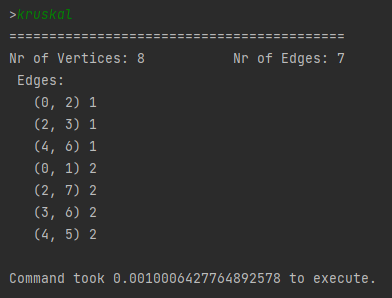 >kruskal
==========================================
Nr of Vertices: 8           Nr of Edges: 7
 Edges:
   (0, 2) 1
   (2, 3) 1
   (4, 6) 1
   (0, 1) 2
   (2, 7) 2
   (3, 6) 2
   (4, 5) 2
Command took 0.0010006427764892578 to execute.